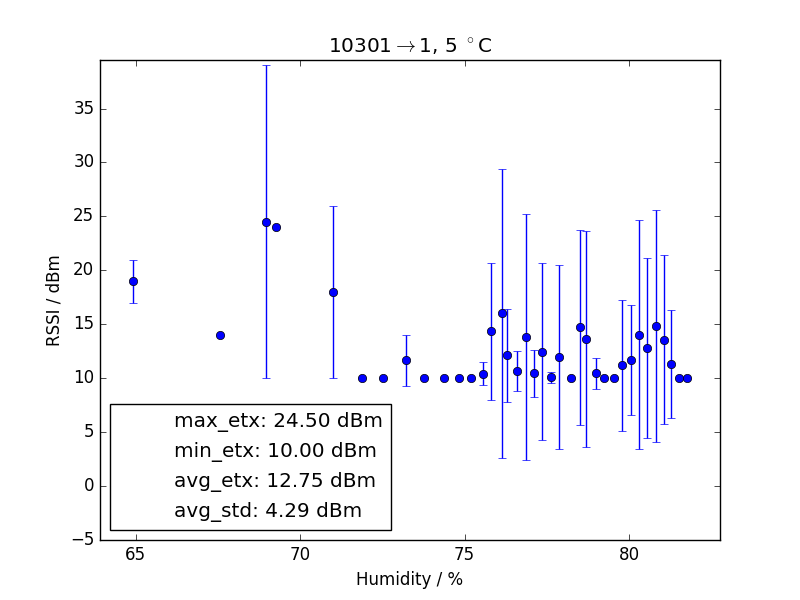 10301→1, 5 °C
RSSI / dBm
35
30
25
20
15
10
5
0
−5
max_etx: 24.50 dBm
min_etx: 10.00 dBm
avg_etx: 12.75 dBm
avg_std: 4.29 dBm
65 70 75 80
Humidity / %